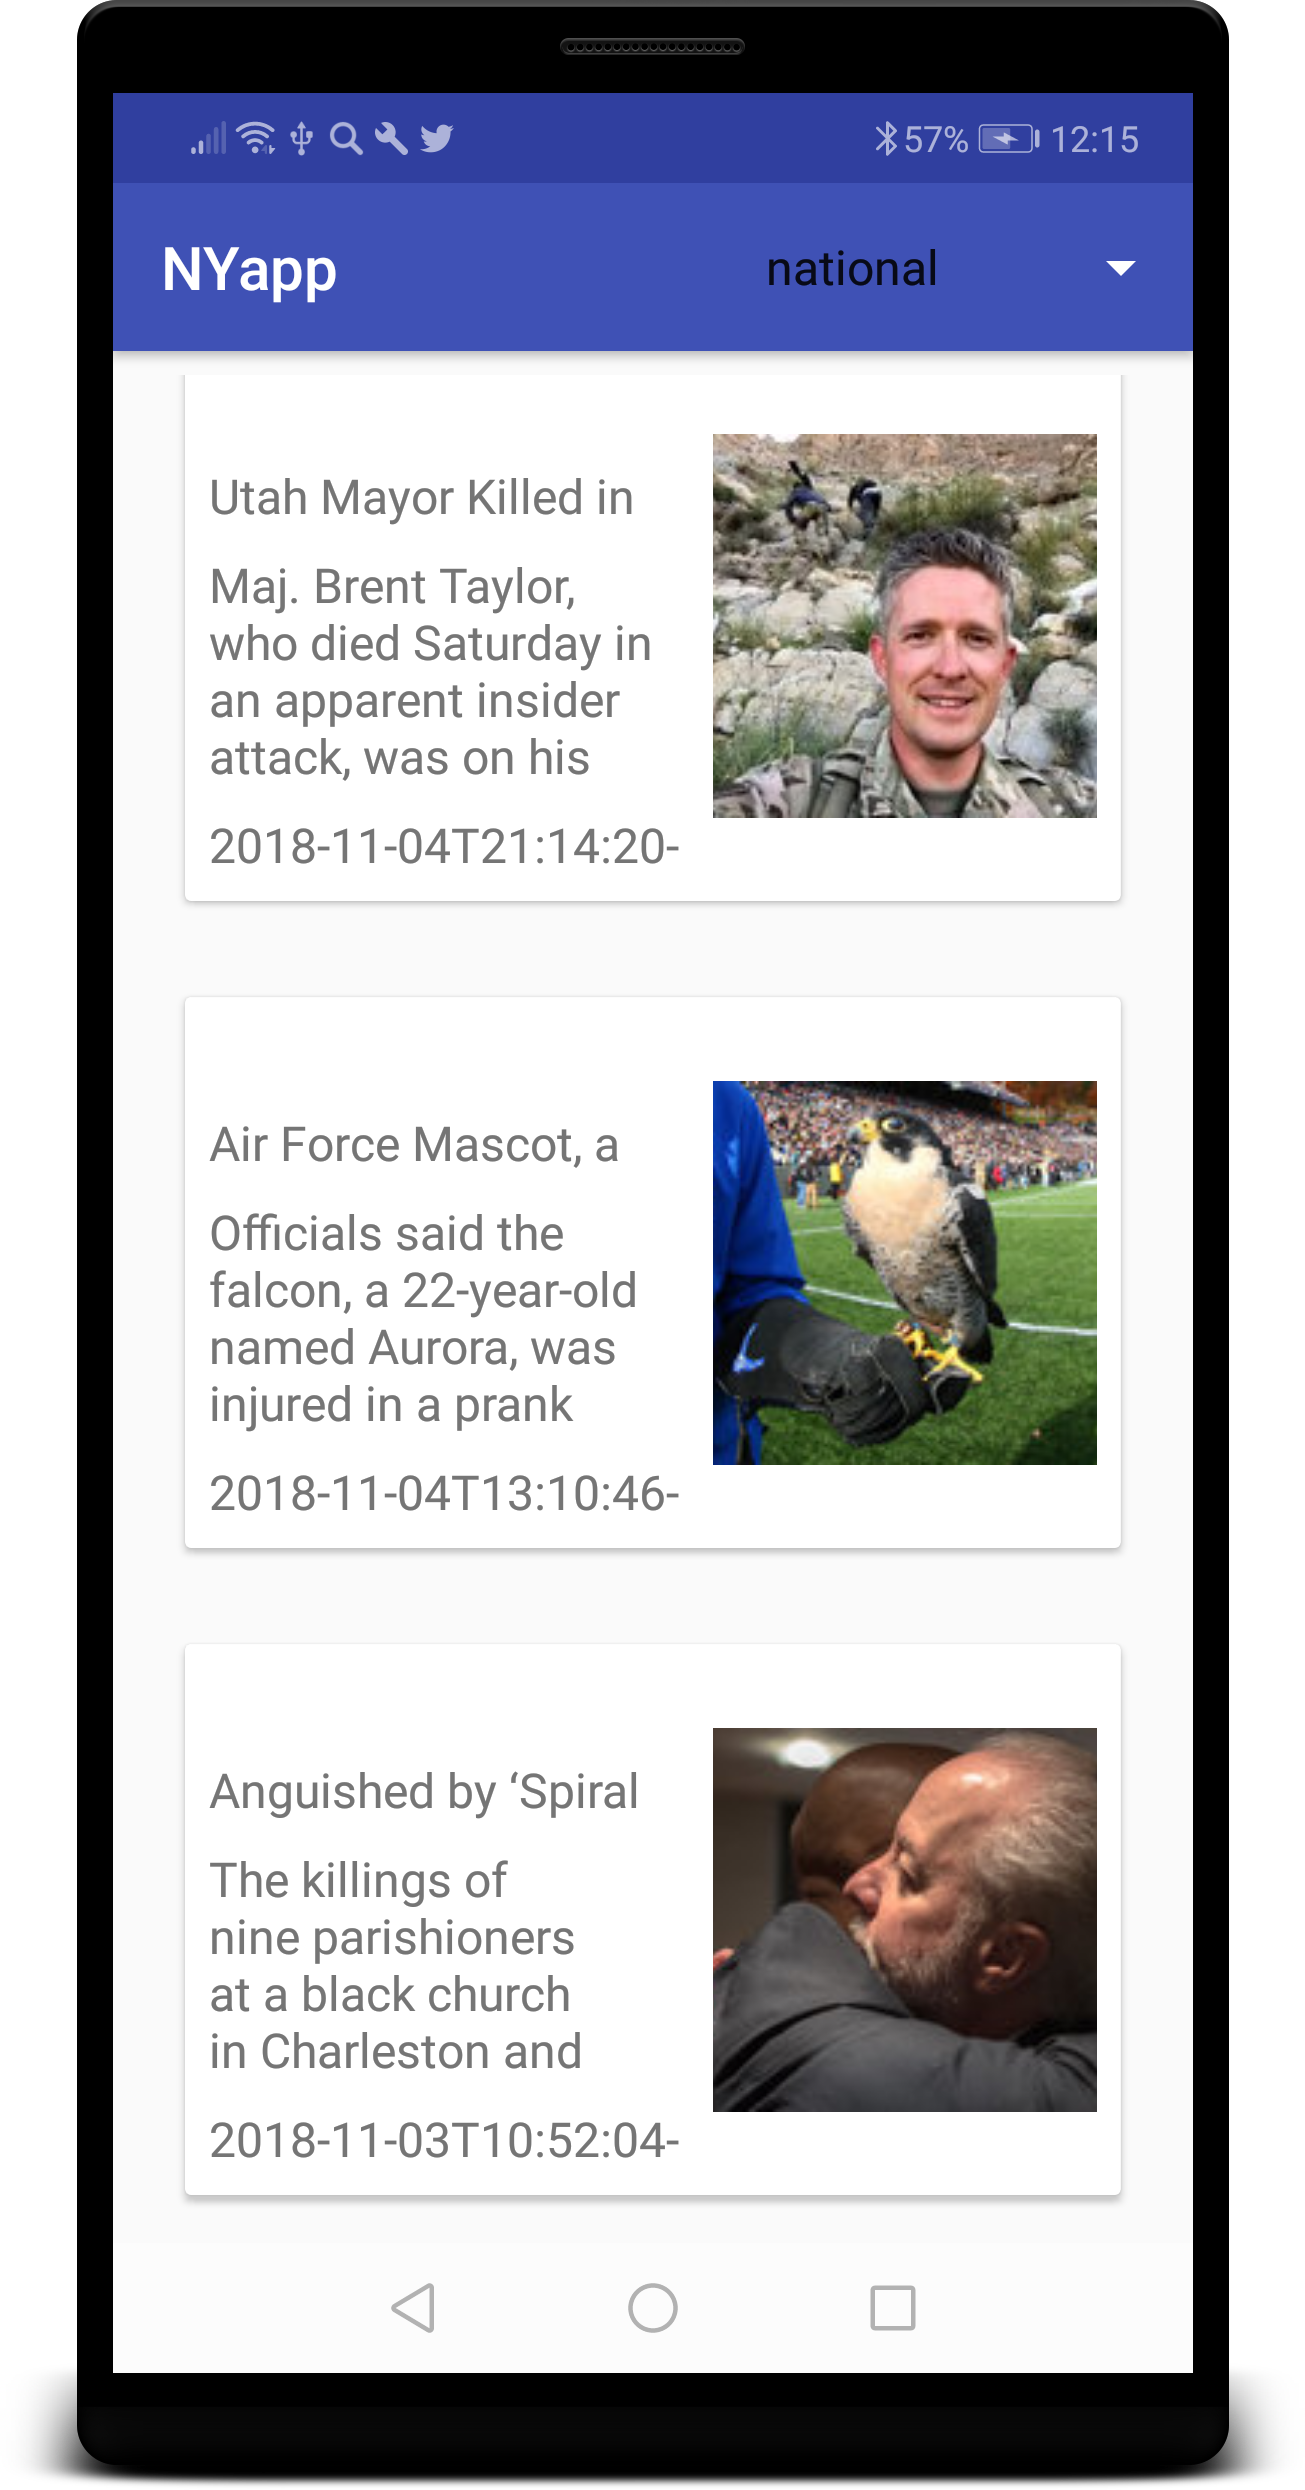 57% 12:15
NYapp
national
Utah Mayor Killed in
Maj. Brent Taylor,
who died Saturday in
an apparent insider
attack, was on his
2018-11-04T21:14:20-
Air Force Mascot, a
Officials said the
falcon, a 22-year-old
named Aurora, was
injured in a prank
2018-11-04T13:10:46-
Anguished by ‘Spiral
The killings of
nine parishioners
at a black church
in Charleston and
2018-11-03T10:52:04-